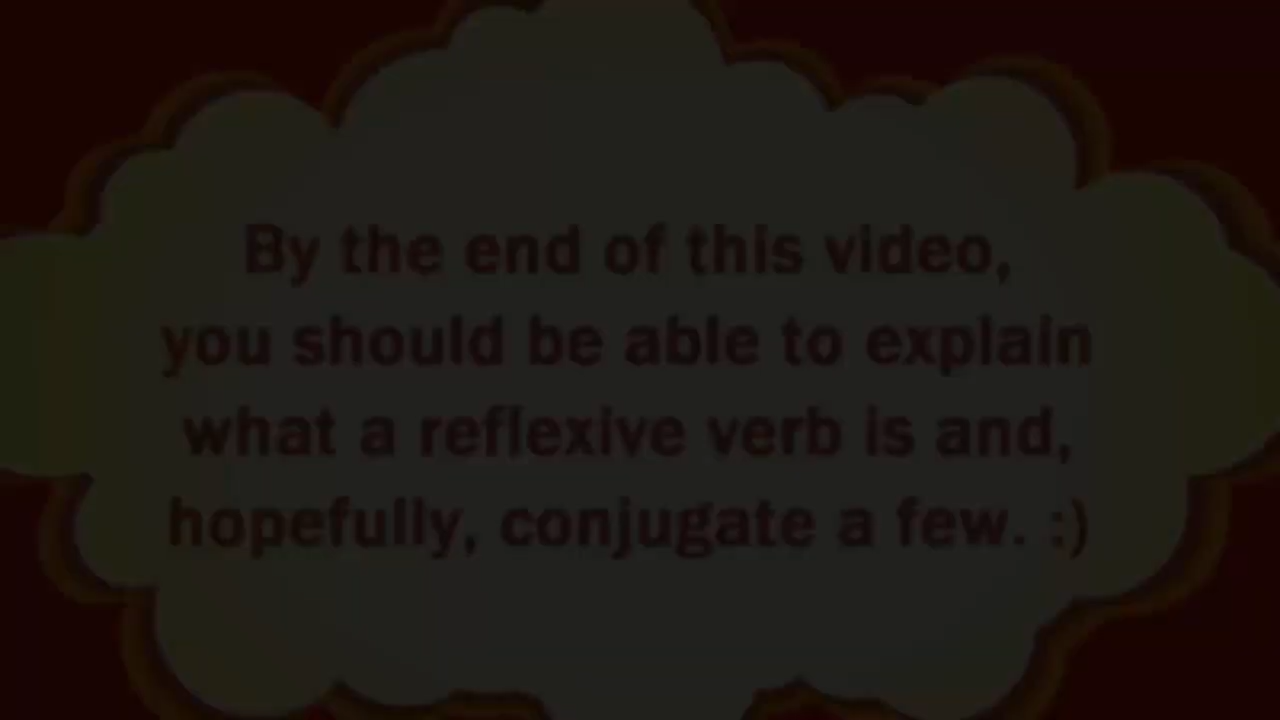 By the end of this video,
you should be able to explain
what a reflexive verb is and,
hopefully, conjugate a few. :)